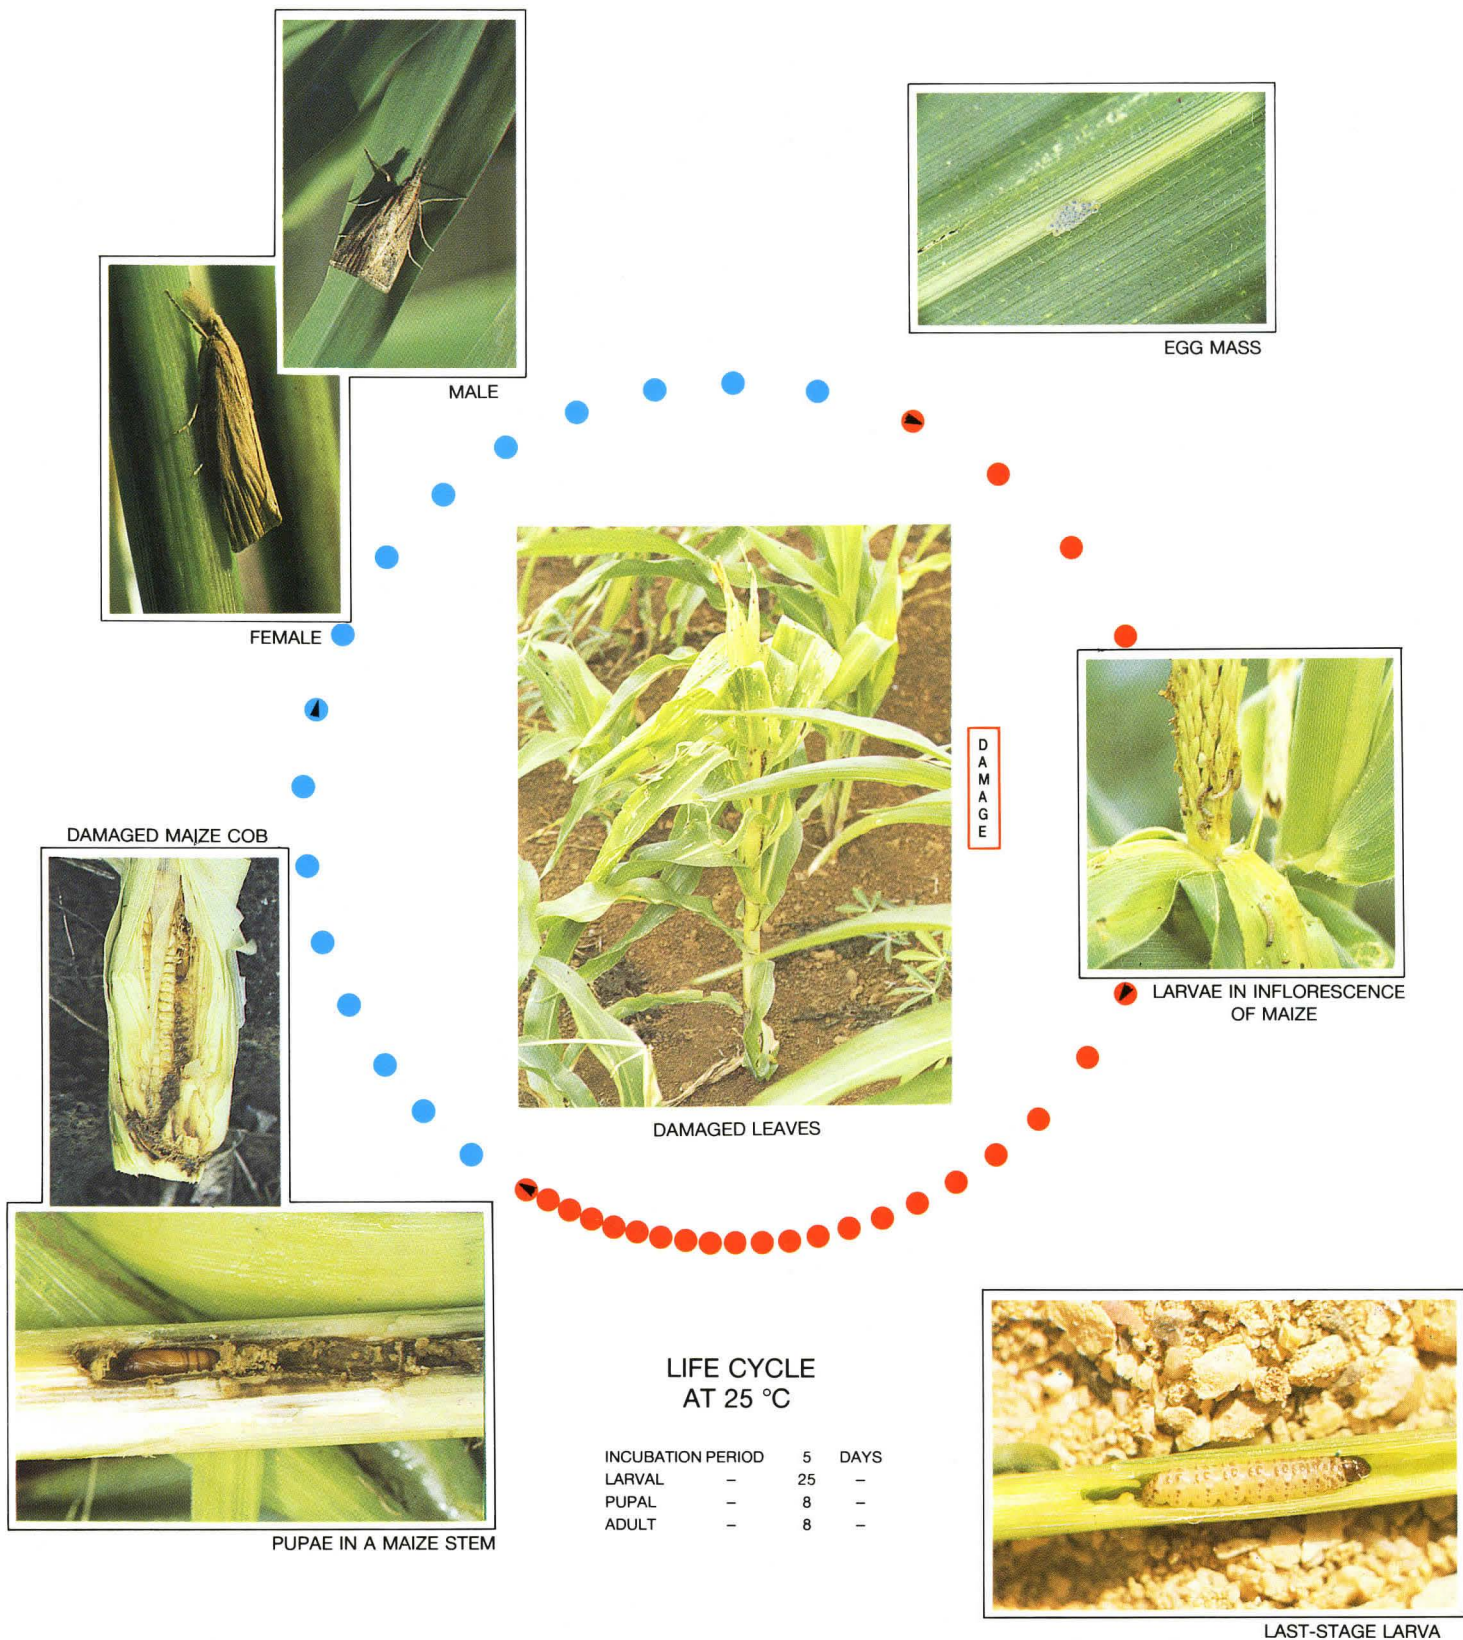 MALE
EGG MASS
FEMALE
DAMAGE
DAMAGED MAIZE COB
LARVAE IN INFLORESCENCE
OF MAIZE
DAMAGED LEAVES
LIFE CYCLE
AT 25 °C
INCUBATION PERIOD 5 DAYS
LARVAL – 25 –
PUPAL – 8 –
ADULT – 8 –
PUPAE IN A MAIZE STEM
LAST-STAGE LARVA